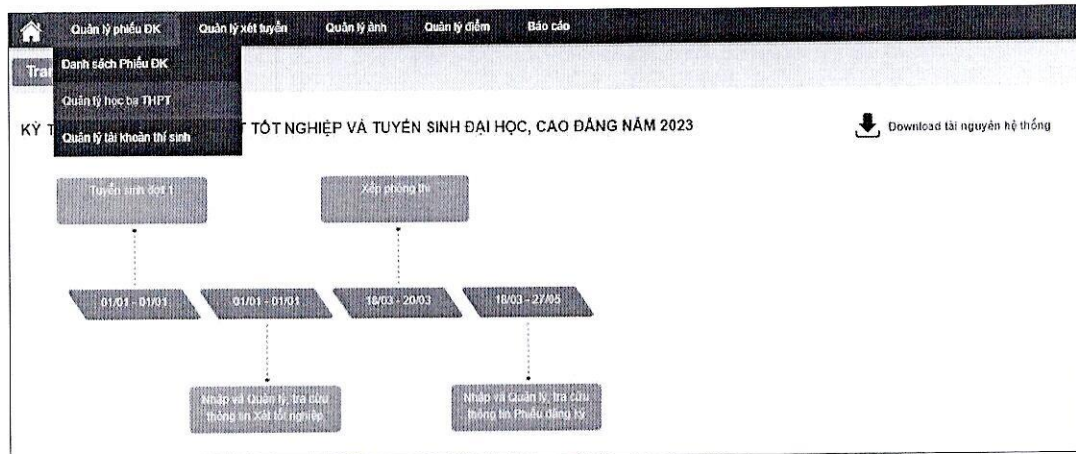 Quản lý phiếu ĐK Quản lý xét tuyển Quản lý ảnh Quản lý điểm Báo cáo
Danh sách Phiếu ĐK
Quản lý học bạ THPT
Quản lý tài khoản thí sinh
KỲ T TỐT NGHIỆP VÀ TUYỂN SINH ĐẠI HỌC, CAO ĐẲNG NĂM 2023
Download tài nguyên hệ thống
Tuyển sinh đợt 1
Xếp phòng thi
01/01 - 01/01
01/01 - 01/01
18/03 - 20/03
18/03 - 27/05
Nhập và Quản lý, tra cứu
thông tin Xét tốt nghiệp
Nhập và Quản lý, tra cứu
thông tin Phiếu đăng ký